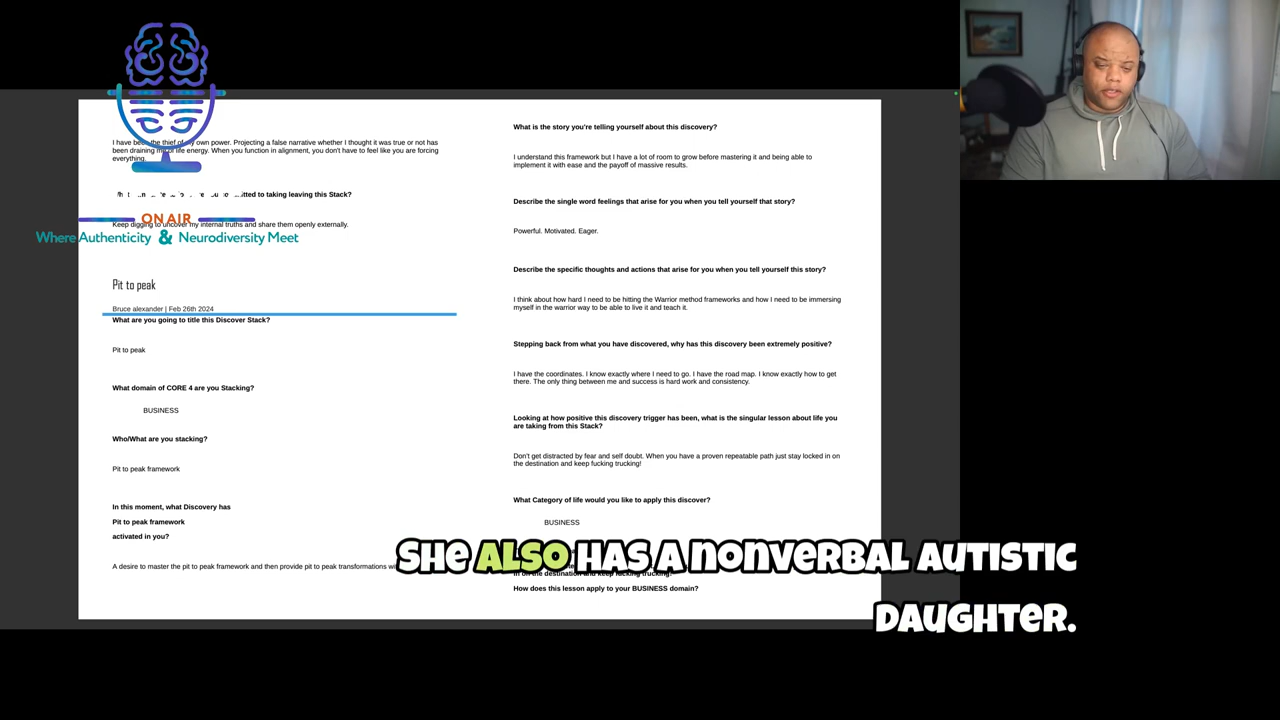 I have been the thief of my own power. Projecting a false narrative whether I thought it was true or not has
been draining my of life energy. When you function in alignment, you don't have to feel like you are forcing
everything.
committed to taking leaving this Stack?
ON AIR
Keep digging to uncover my internal truths and share them openly externally.
Where Authenticity & Neurodiversity Meet
Pit to peak
Bruce alexander | Feb 26th 2024
What are you going to title this Discover Stack?
Pit to peak
What domain of CORE 4 are you Stacking?
BUSINESS
Who/What are you stacking?
Pit to peak framework
In this moment, what Discovery has
Pit to peak framework
activated in you?
A desire to master the pit to peak framework and then provide pit to peak transformations
What is the story you're telling yourself about this discovery?
I understand this framework but I have a lot of room to grow before mastering it and being able to
implement it with ease and the payoff of massive results.
Describe the single word feelings that arise for you when you tell yourself that story?
Powerful. Motivated. Eager.
Describe the specific thoughts and actions that arise for you when you tell yourself this story?
I think about how hard I need to be hitting the Warrior method frameworks and how I need to be immersing
myself in the warrior way to be able to live it and teach it.
Stepping back from what you have discovered, why has this discovery been extremely positive?
I have the coordinates. I know exactly where I need to go. I have the road map. I know exactly how to get
there. The only thing between me and success is hard work and consistency.
Looking at how positive this discovery trigger has been, what is the singular lesson about life you
are taking from this Stack?
Don't get distracted by fear and self doubt. When you have a proven repeatable path just stay locked in on
the destination and keep fucking trucking!
What Category of life would you like to apply this discover?
BUSINESS
in on the destination and keep fucking trucking!
How does this lesson apply to your BUSINESS domain?
SHE ALSO HAS A NONVERBAL AUTISTIC
DAUGHTER.